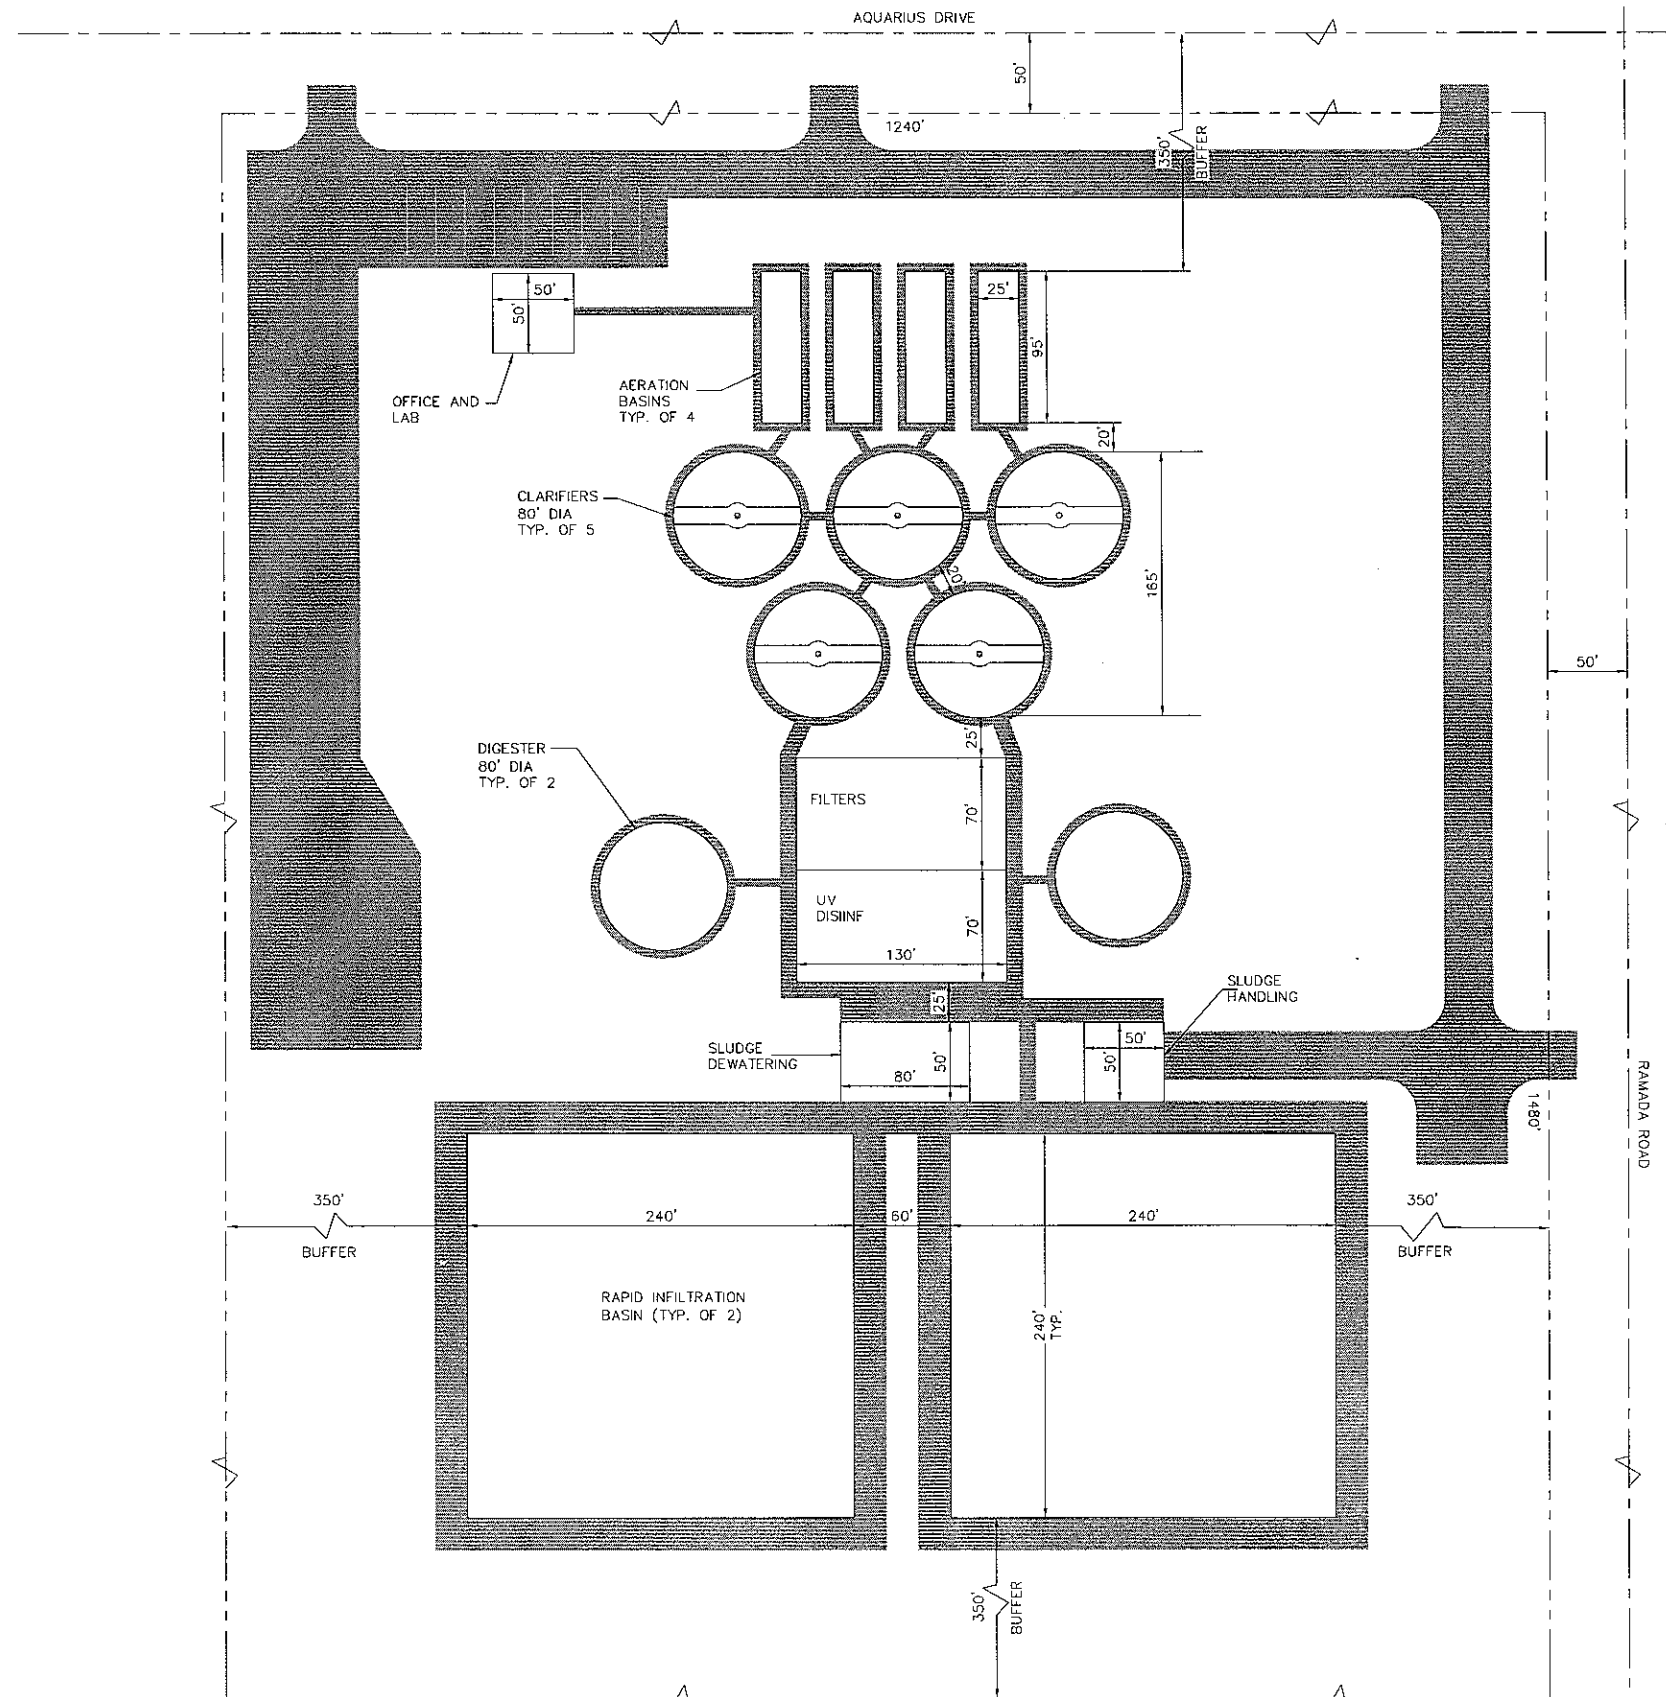 AQUARIUS DRIVE
50'
1240'
350'
BUFFER
50'
50'
OFFICE AND
LAB
AERATION
BASINS
TYP. OF 4
25'
95'
20'
CLARIFIERS
80' DIA
TYP. OF 5
20'
165'
50'
25'
DIGESTER
80' DIA
TYP. OF 2
FILTERS
70'
UV
DISIINF
70'
130'
25'
SLUDGE
HANDLING
SLUDGE
DEWATERING
80'
50'
50'
50'
1480'
RAMADA ROAD
350'
BUFFER
240'
60'
240'
350'
BUFFER
RAPID INFILTRATION
BASIN (TYP. OF 2)
240'
TYP.
350'
BUFFER